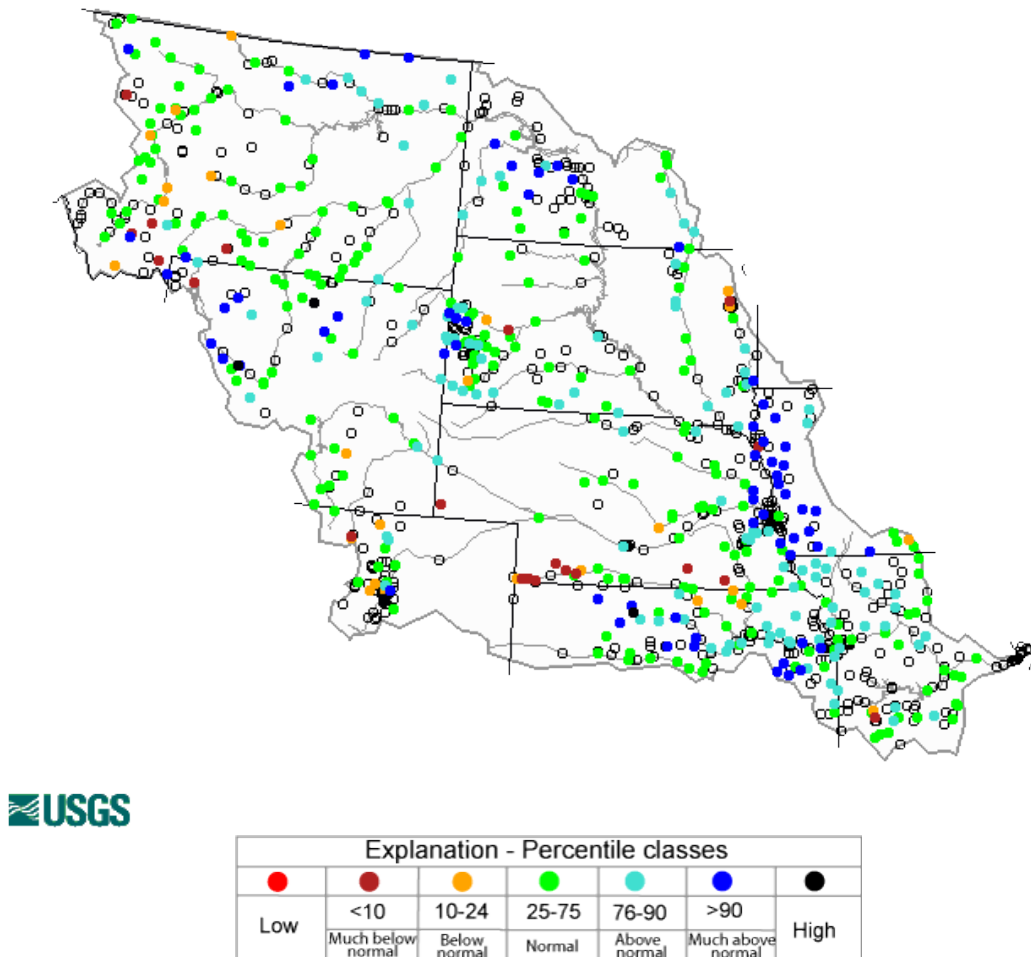 USGS
Explanation - Percentile classes
Low
<10
10-24
25-75
76-90
>90
High
Much below normal
Below normal
Normal
Above normal
Much above normal